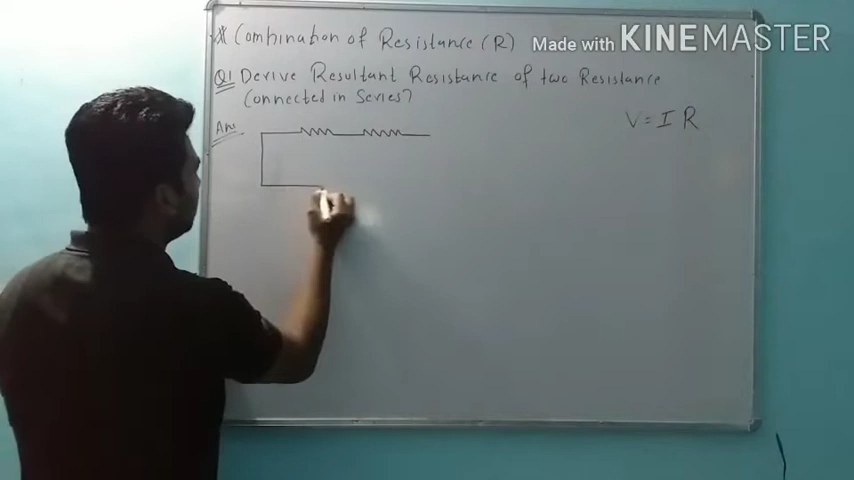 * Combination of Resistance (R)
Made with KINEMASTER
Q1 Derive Resultant Resistance of two Resistance
Connected in Series?
V = I R
Ans